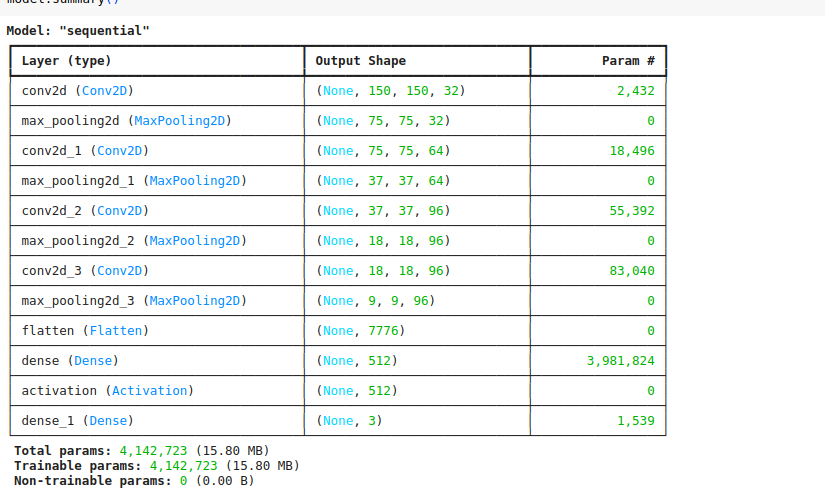 model.summary()
Model: "sequential"
Layer (type) Output Shape Param #
conv2d (Conv2D) (None, 150, 150, 32) 2,432
max_pooling2d (MaxPooling2D) (None, 75, 75, 32) 0
conv2d_1 (Conv2D) (None, 75, 75, 64) 18,496
max_pooling2d_1 (MaxPooling2D) (None, 37, 37, 64) 0
conv2d_2 (Conv2D) (None, 37, 37, 96) 55,392
max_pooling2d_2 (MaxPooling2D) (None, 18, 18, 96) 0
conv2d_3 (Conv2D) (None, 18, 18, 96) 83,040
max_pooling2d_3 (MaxPooling2D) (None, 9, 9, 96) 0
flatten (Flatten) (None, 7776) 0
dense (Dense) (None, 512) 3,981,824
activation (Activation) (None, 512) 0
dense_1 (Dense) (None, 3) 1,539
Total params: 4,142,723 (15.80 MB)
Trainable params: 4,142,723 (15.80 MB)
Non-trainable params: 0 (0.00 B)